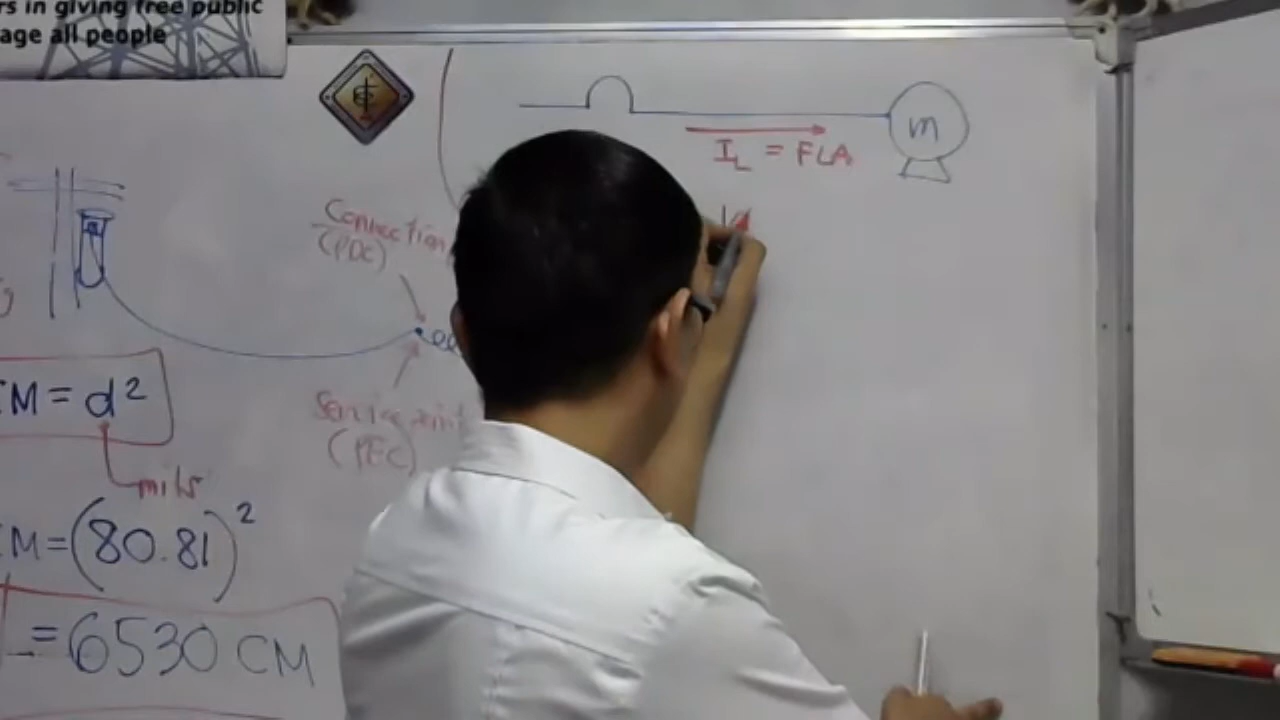 rs in giving free public
age all people
m
I_L = FLA
Connection
(PDC)
CM = d²
mils
Service point
(PEC)
CM = (80.81)²
= 6530 CM